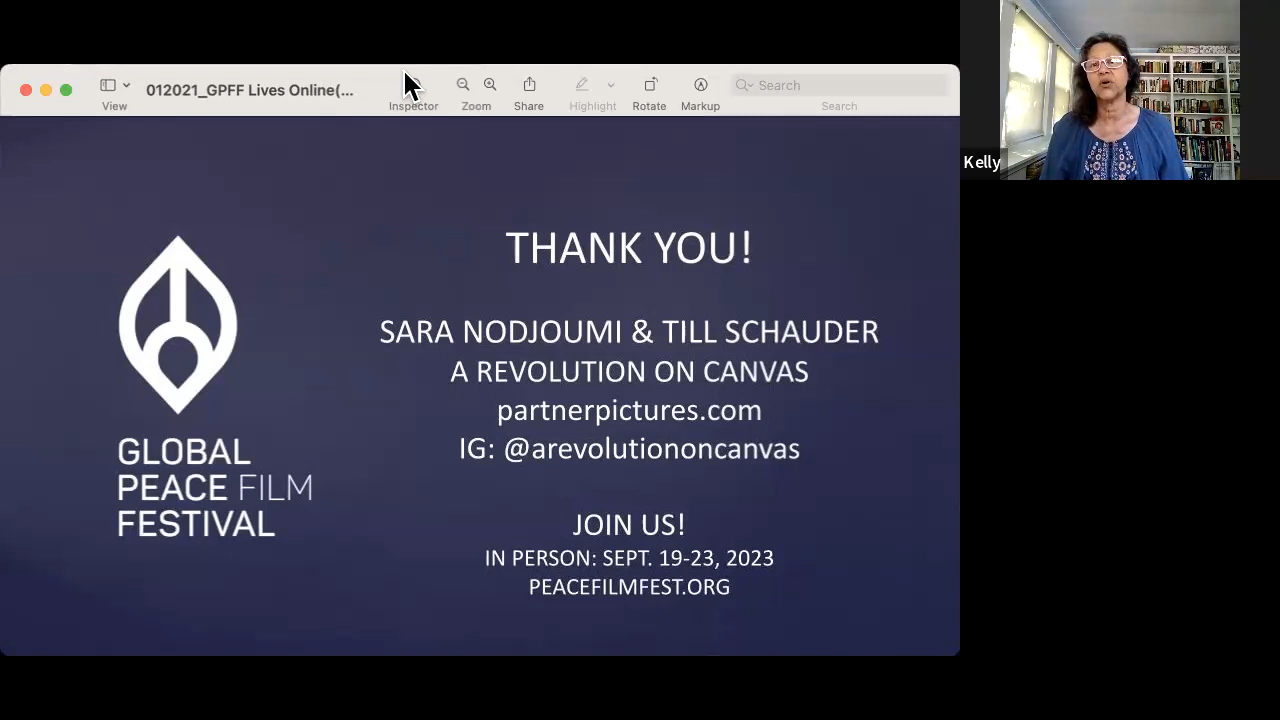 012021_GPFF Lives Online(...
View
Inspector
Zoom
Share
Highlight
Rotate
Markup
Search
Search
Kelly
GLOBAL
PEACE FILM
FESTIVAL
THANK YOU!
SARA NODJOUMI & TILL SCHAUDER
A REVOLUTION ON CANVAS
partnerpictures.com
IG: @arevolutiononcanvas
JOIN US!
IN PERSON: SEPT. 19-23, 2023
PEACEFILMFEST.ORG